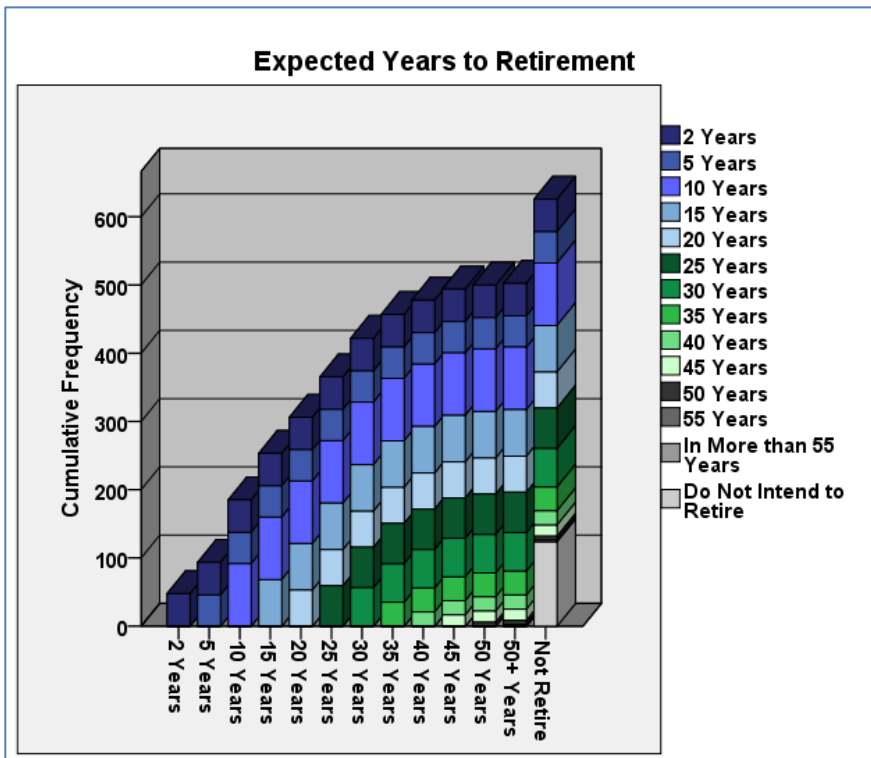 Expected Years to Retirement
Cumulative Frequency
600
500
400
300
200
100
0
2 Years
5 Years
10 Years
15 Years
20 Years
25 Years
30 Years
35 Years
40 Years
45 Years
50 Years
50+ Years
Not Retire
2 Years
5 Years
10 Years
15 Years
20 Years
25 Years
30 Years
35 Years
40 Years
45 Years
50 Years
55 Years
In More than 55
Years
Do Not Intend to
Retire